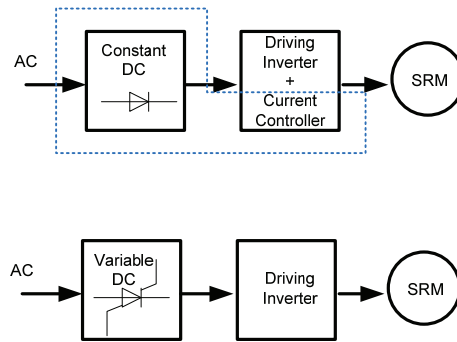 AC
Constant
DC
Driving
Inverter
+
Current
Controller
SRM
AC
Variable
DC
Driving
Inverter
SRM